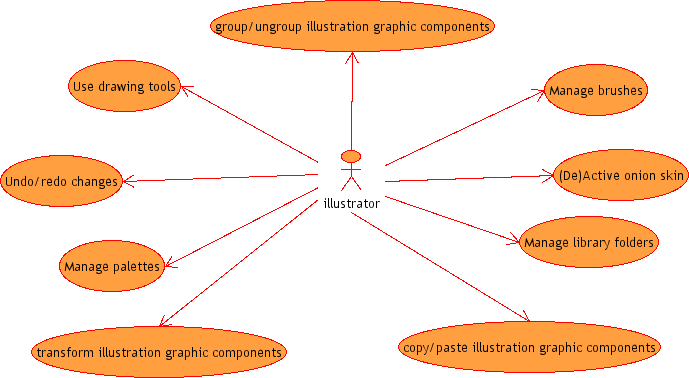 group/ungroup illustration graphic components
Use drawing tools
Manage brushes
Undo/redo changes
(De)Active onion skin
illustrator
Manage library folders
Manage palettes
transform illustration graphic components
copy/paste illustration graphic components